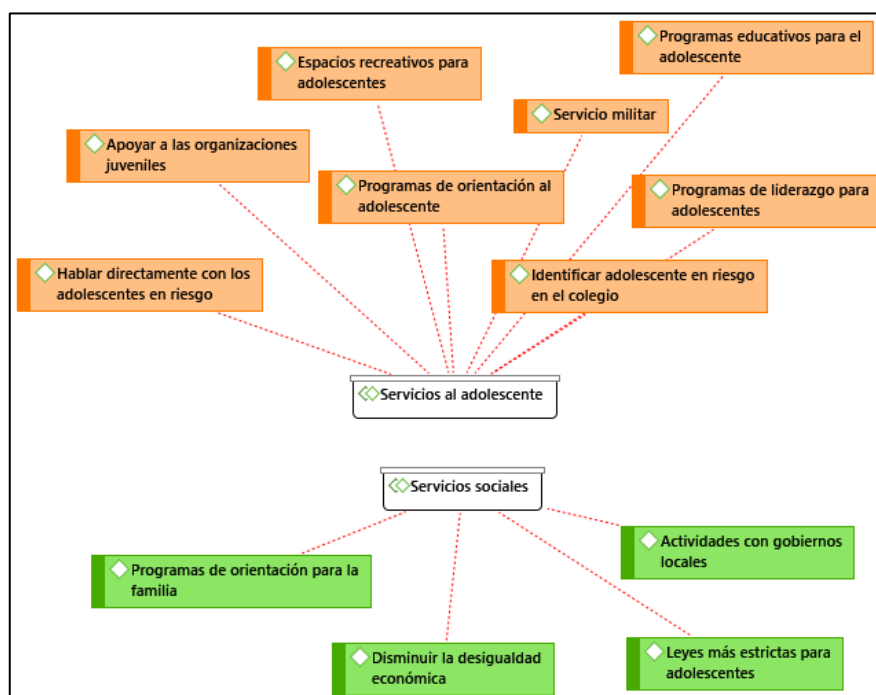 Programas educativos para el
adolescente
Espacios recreativos para
adolescentes
Servicio militar
Apoyar a las organizaciones
juveniles
Programas de orientación al
adolescente
Programas de liderazgo para
adolescentes
Hablar directamente con los
adolescentes en riesgo
Identificar adolescente en riesgo
en el colegio
Servicios al adolescente
Servicios sociales
Actividades con gobiernos
locales
Programas de orientación para la
familia
Disminuir la desigualdad
económica
Leyes más estrictas para
adolescentes